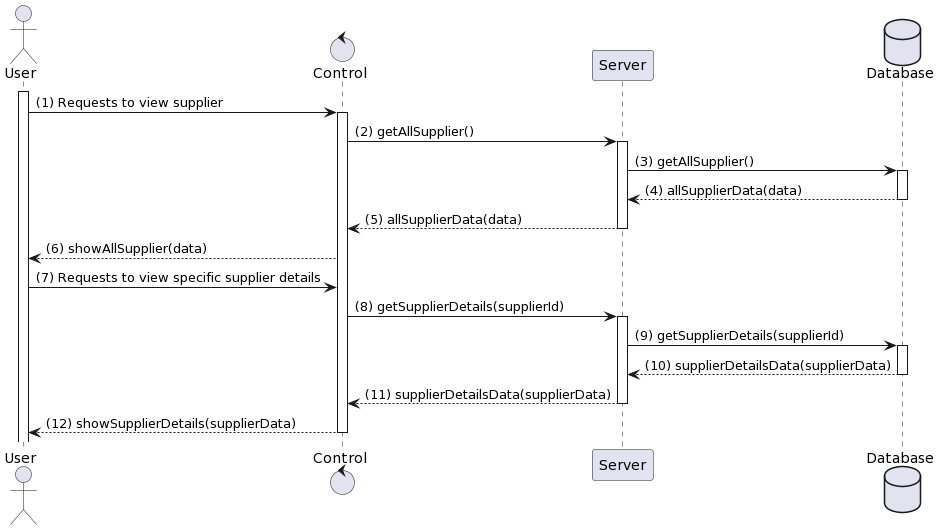 User
Control
Server
Database
(1) Requests to view supplier
(2) getAllSupplier()
(3) getAllSupplier()
(4) allSupplierData(data)
(5) allSupplierData(data)
(6) showAllSupplier(data)
(7) Requests to view specific supplier details
(8) getSupplierDetails(supplierId)
(9) getSupplierDetails(supplierId)
(10) supplierDetailsData(supplierData)
(11) supplierDetailsData(supplierData)
(12) showSupplierDetails(supplierData)
User
Control
Server
Database